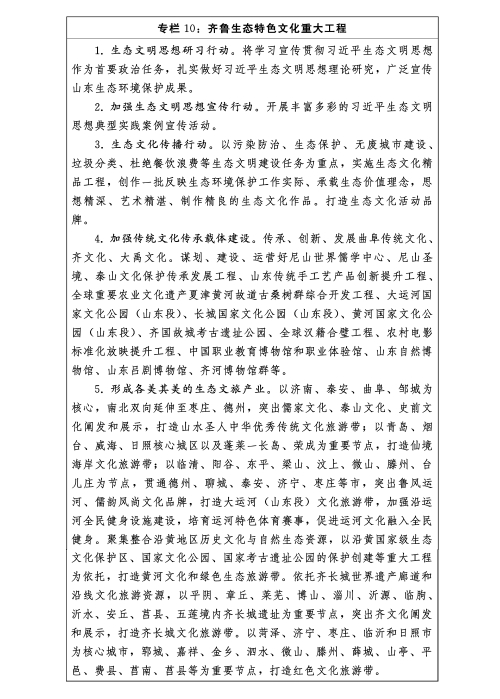 专栏 10：齐鲁生态特色文化重大工程
1. 生态文明思想研习行动。将学习宣传贯彻习近平生态文明思想
作为首要政治任务，扎实做好习近平生态文明思想理论研究，广泛宣传
山东生态环境保护成果。
2. 加强生态文明思想宣传行动。开展丰富多彩的习近平生态文明
思想典型实践案例宣传活动。
3. 生态文化传播行动。以污染防治、生态保护、无废城市建设、
垃圾分类、杜绝餐饮浪费等生态文明建设任务为重点，实施生态文化精
品工程，创作一批反映生态环境保护工作实际、承载生态价值理念，思
想精深、艺术精湛、制作精良的生态文化作品。打造生态文化活动品
牌。
4. 加强传统文化传承载体建设。传承、创新、发展曲阜传统文化、
齐文化、大禹文化。谋划、建设、运营好尼山世界儒学中心、尼山圣
境、泰山文化保护传承发展工程、山东传统手工艺产品创新提升工程、
全球重要农业文化遗产夏津黄河故道古桑树群综合开发工程、大运河国
家文化公园（山东段）、长城国家文化公园（山东段）、黄河国家文化公
园（山东段）、齐国故城考古遗址公园、全球汉籍合璧工程、农村电影
标准化放映提升工程、中国职业教育博物馆和职业体验馆、山东自然博
物馆、山东吕剧博物馆、齐河博物馆群等。
5. 形成各美其美的生态文旅产业。以济南、泰安、曲阜、邹城为
核心，南北双向延伸至枣庄、德州，突出儒家文化、泰山文化、史前文
化阐发和展示，打造山水圣人中华优秀传统文化旅游带；以青岛、烟
台、威海、日照核心城区以及蓬莱—长岛、荣成为重要节点，打造仙境
海岸文化旅游带；以临清、阳谷、东平、梁山、汶上、微山、滕州、台
儿庄为节点，贯通德州、聊城、泰安、济宁、枣庄等市，突出鲁风运
河、儒韵风尚文化品牌，打造大运河（山东段）文化旅游带，加强沿运
河全民健身设施建设，培育运河特色体育赛事，促进运河文化融入全民
健身。聚集整合沿黄地区历史文化与自然生态资源，以沿黄国家级生态
文化保护区、国家文化公园、国家考古遗址公园的保护创建等重大工程
为依托，打造黄河文化和绿色生态旅游带。依托齐长城世界遗产廊道和
沿线文化旅游资源，以平阴、章丘、莱芜、博山、淄川、沂源、临朐、
沂水、安丘、莒县、五莲境内齐长城遗址为重要节点，突出齐文化阐发
和展示，打造齐长城文化旅游带。以菏泽、济宁、枣庄、临沂和日照市
为核心城市，郓城、嘉祥、金乡、泗水、微山、滕州、薛城、山亭、平
邑、费县、莒南、莒县等为重要节点，打造红色文化旅游带。